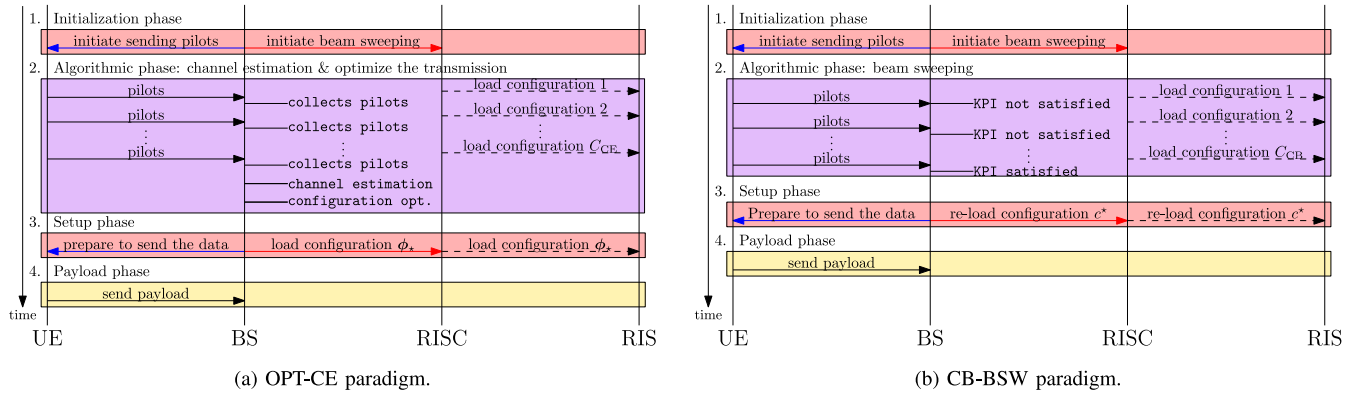 1. Initialization phase
initiate sending pilots initiate beam sweeping
2. Algorithmic phase: channel estimation & optimize the transmission
pilots load configuration 1
collects pilots
pilots load configuration 2
collects pilots
pilots load configuration C_CE
collects pilots
channel estimation
configuration opt.
3. Setup phase
prepare to send the data load configuration ϕ⋆ load configuration ϕ⋆
4. Payload phase
send payload
time
UE BS RISC RIS
(a) OPT-CE paradigm.
1. Initialization phase
initiate sending pilots initiate beam sweeping
2. Algorithmic phase: beam sweeping
pilots load configuration 1
KPI not satisfied
pilots load configuration 2
KPI not satisfied
pilots load configuration C_CB
KPI satisfied
3. Setup phase
Prepare to send the data re-load configuration c⋆ re-load configuration c⋆
4. Payload phase
send payload
time
UE BS RISC RIS
(b) CB-BSW paradigm.